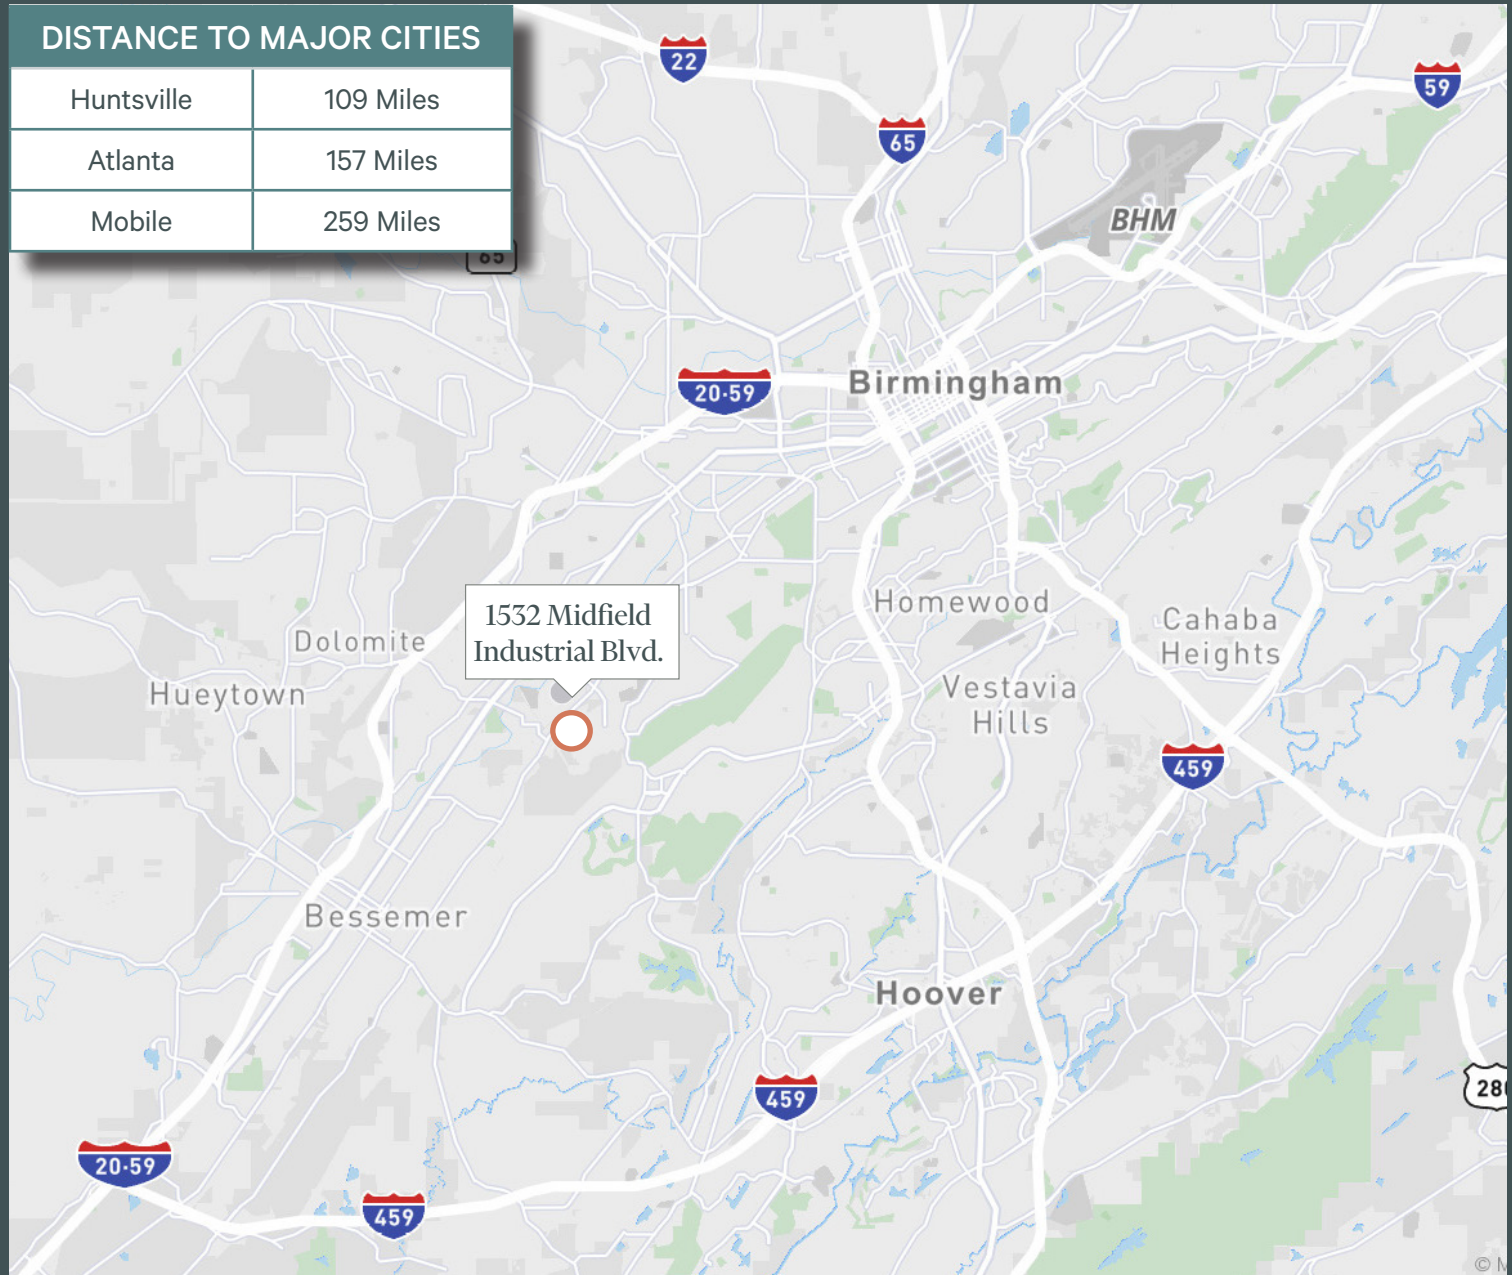 DISTANCE TO MAJOR CITIES
Huntsville 109 Miles
Atlanta 157 Miles
Mobile 259 Miles
22
59
65
BHM
65
20·59
Birmingham
1532 Midfield
Industrial Blvd.
Homewood
Cahaba
Heights
Dolomite
Hueytown
Vestavia
Hills
459
Bessemer
Hoover
459
28
20·59
459
©